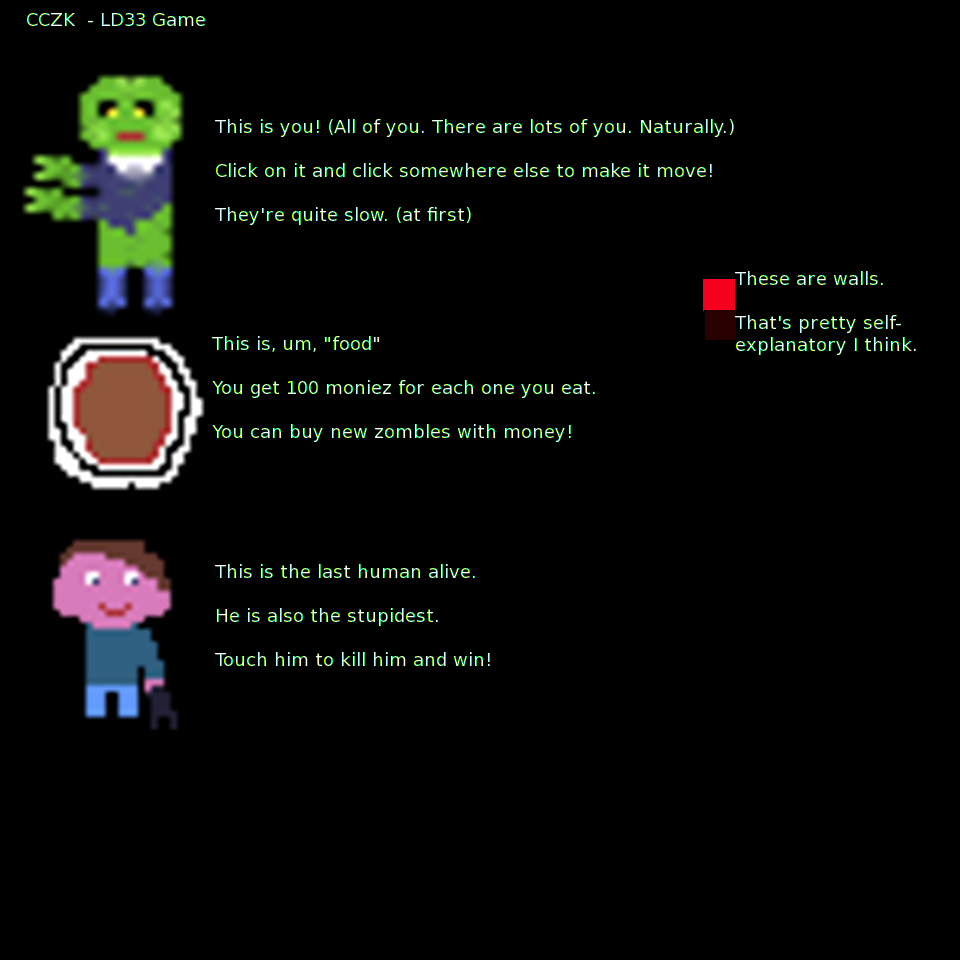 CCZK  - LD33 Game
This is you! (All of you. There are lots of you. Naturally.)
Click on it and click somewhere else to make it move!
They're quite slow. (at first)
These are walls.
That's pretty self-
explanatory I think.
This is, um, "food"
You get 100 moniez for each one you eat.
You can buy new zombles with money!
This is the last human alive.
He is also the stupidest.
Touch him to kill him and win!